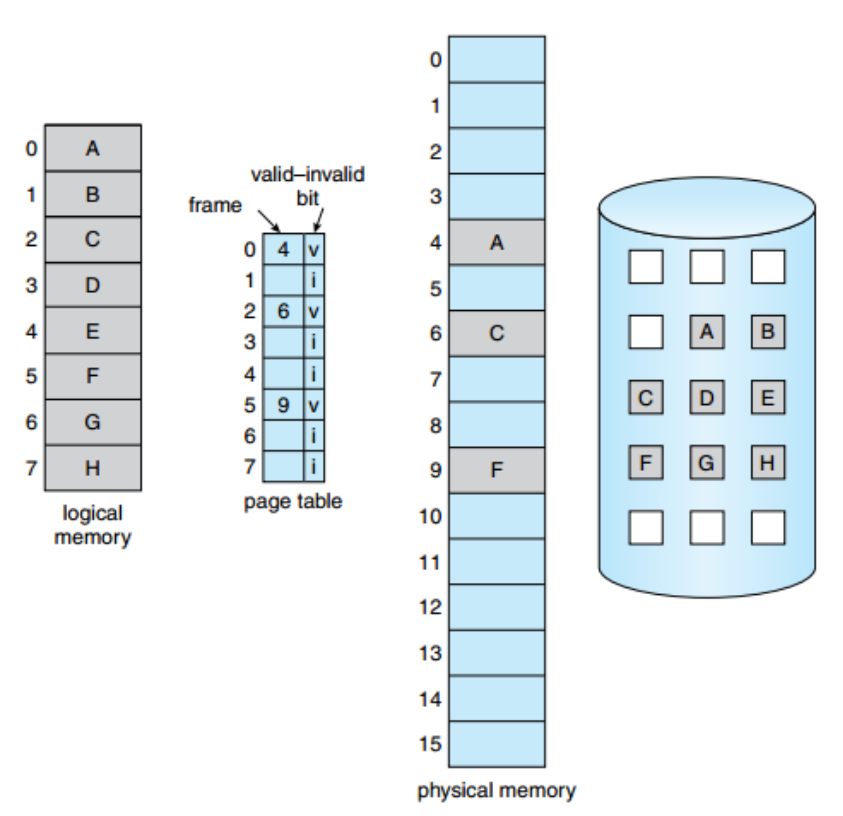 0 A
1 B
2 C
3 D
4 E
5 F
6 G
7 H
logical
memory
valid–invalid
bit
frame
0 4 v
1 i
2 6 v
3 i
4 i
5 9 v
6 i
7 i
page table
0
1
2
3
4 A
5
6 C
7
8
9 F
10
11
12
13
14
15
physical memory
A B
C D E
F G H